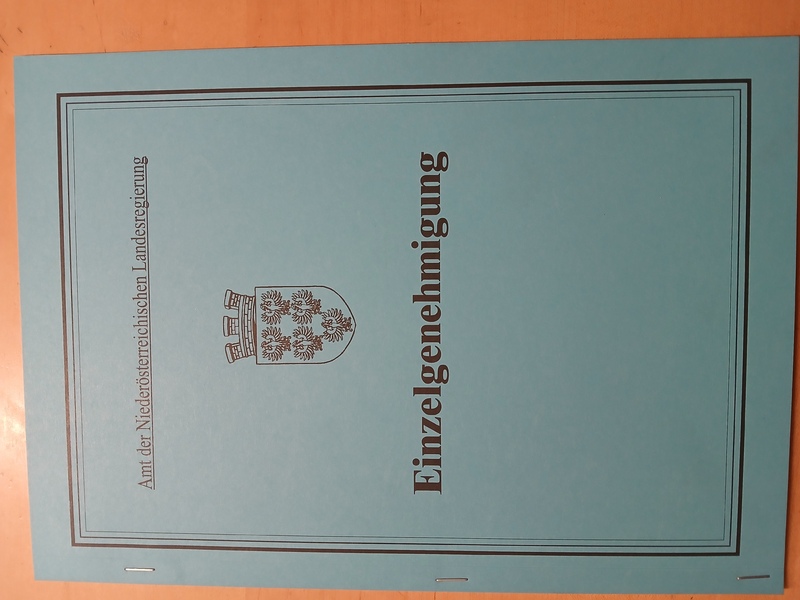 Amt der Niederösterreichischen Landesregierung
Einzelgenehmigung